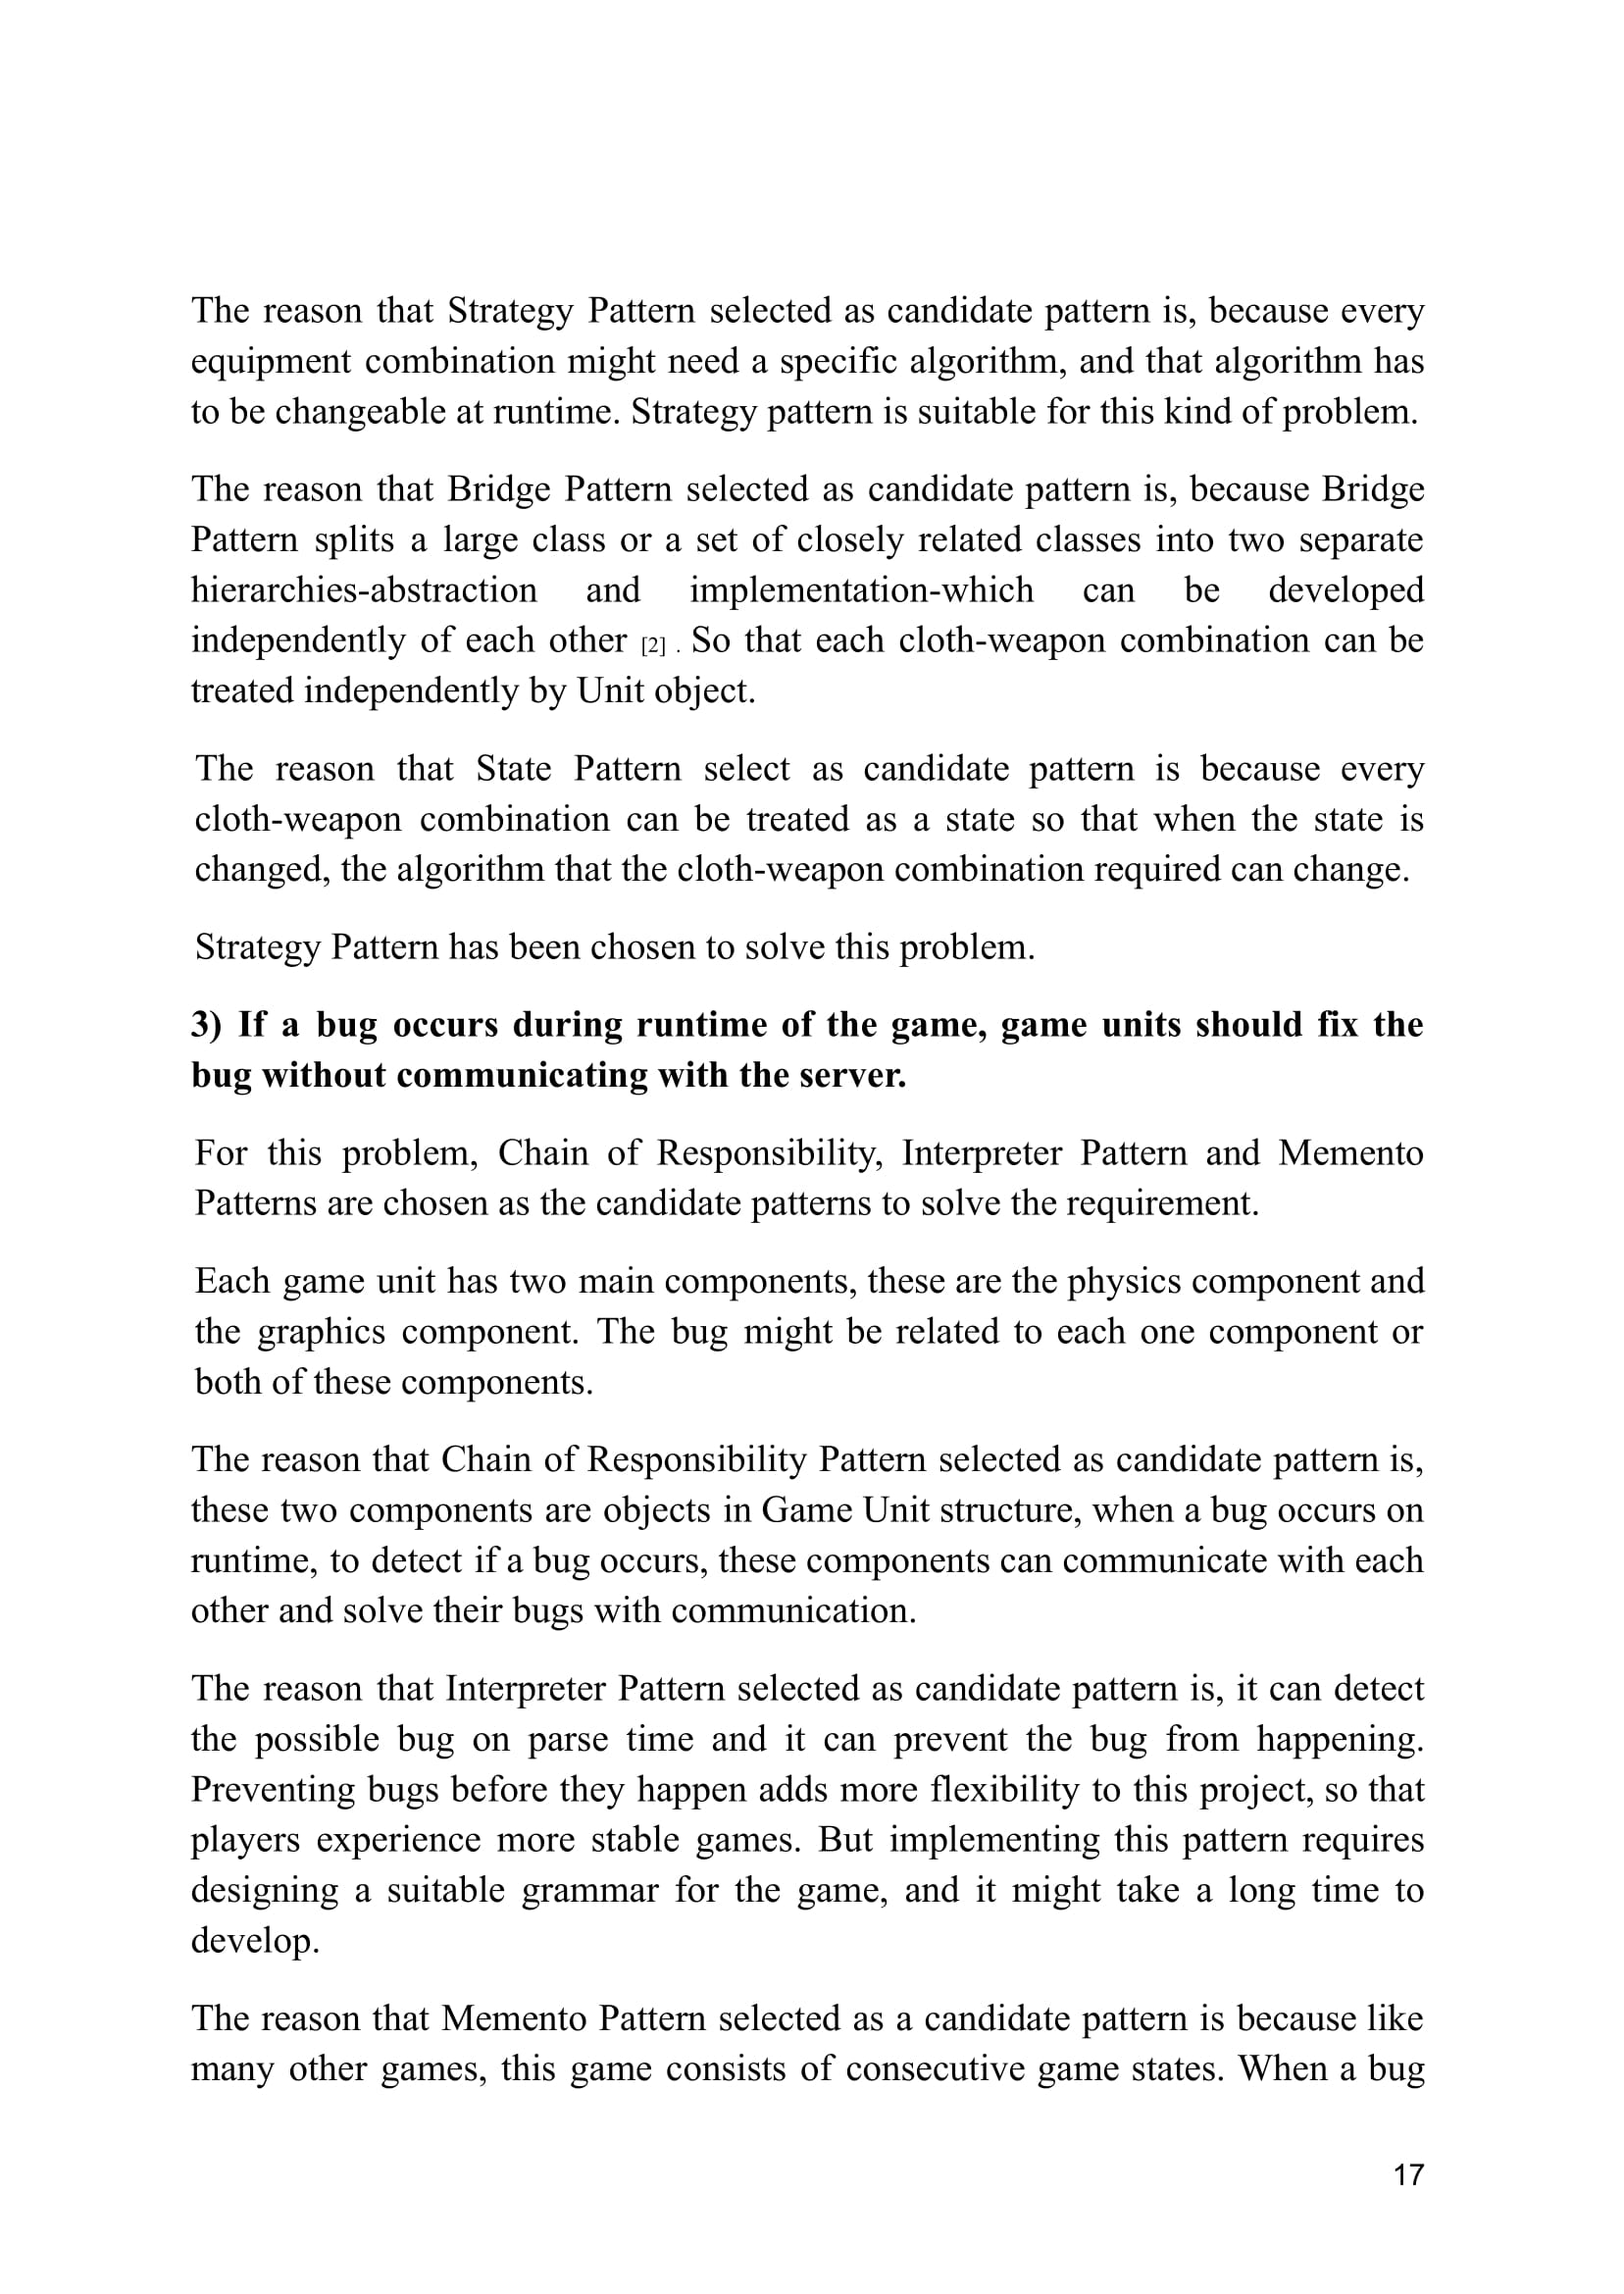 The reason that Strategy Pattern selected as candidate pattern is, because every
equipment combination might need a specific algorithm, and that algorithm has
to be changeable at runtime. Strategy pattern is suitable for this kind of problem.
The reason that Bridge Pattern selected as candidate pattern is, because Bridge
Pattern splits a large class or a set of closely related classes into two separate
hierarchies-abstraction and implementation-which can be developed
independently of each other [2] . So that each cloth-weapon combination can be
treated independently by Unit object.
The reason that State Pattern select as candidate pattern is because every
cloth-weapon combination can be treated as a state so that when the state is
changed, the algorithm that the cloth-weapon combination required can change.
Strategy Pattern has been chosen to solve this problem.
3) If a bug occurs during runtime of the game, game units should fix the
bug without communicating with the server.
For this problem, Chain of Responsibility, Interpreter Pattern and Memento
Patterns are chosen as the candidate patterns to solve the requirement.
Each game unit has two main components, these are the physics component and
the graphics component. The bug might be related to each one component or
both of these components.
The reason that Chain of Responsibility Pattern selected as candidate pattern is,
these two components are objects in Game Unit structure, when a bug occurs on
runtime, to detect if a bug occurs, these components can communicate with each
other and solve their bugs with communication.
The reason that Interpreter Pattern selected as candidate pattern is, it can detect
the possible bug on parse time and it can prevent the bug from happening.
Preventing bugs before they happen adds more flexibility to this project, so that
players experience more stable games. But implementing this pattern requires
designing a suitable grammar for the game, and it might take a long time to
develop.
The reason that Memento Pattern selected as a candidate pattern is because like
many other games, this game consists of consecutive game states. When a bug
17